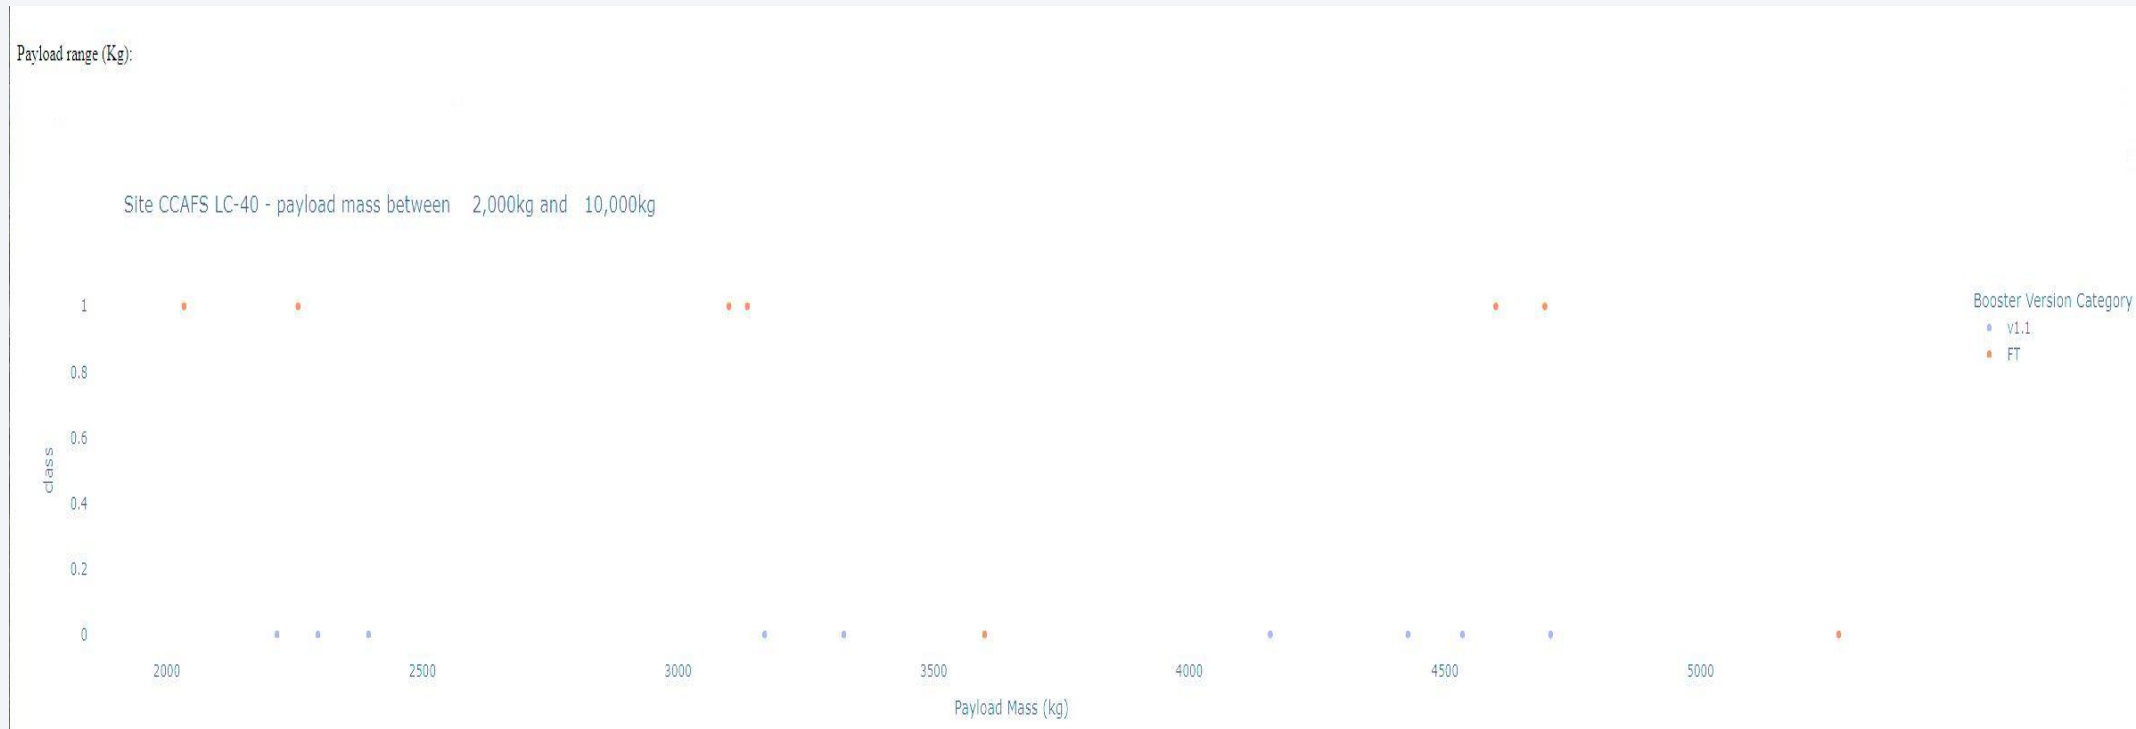 Payload range (Kg):
Site CCAFS LC-40 - payload mass between 2,000kg and 10,000kg
1
0.8
0.6
0.4
0.2
0
class
2000 2500 3000 3500 4000 4500 5000
Payload Mass (kg)
Booster Version Category
v1.1
FT